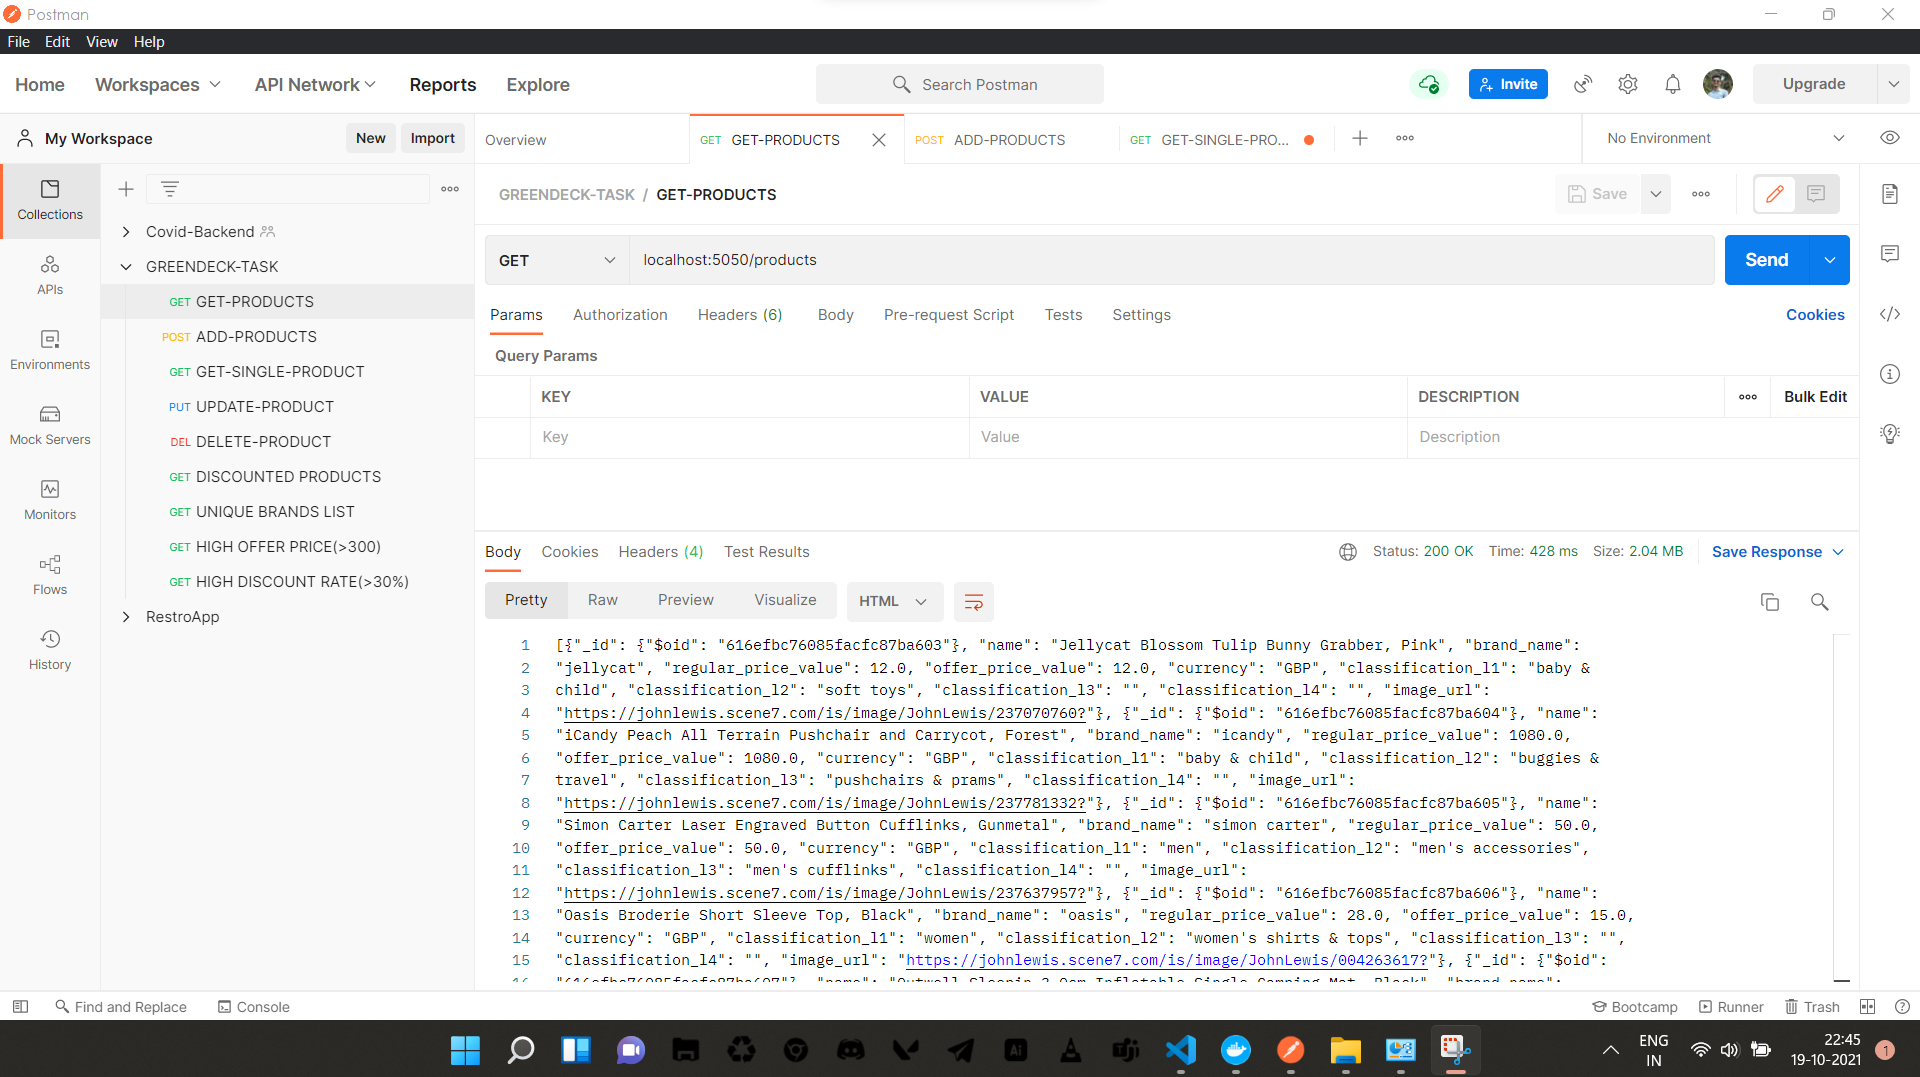 Postman
File Edit View Help
Home Workspaces API Network Reports Explore Search Postman Invite Upgrade
My Workspace New Import Overview GET GET-PRODUCTS POST ADD-PRODUCTS GET GET-SINGLE-PRO... No Environment
Collections
APIs
Environments
Mock Servers
Monitors
Flows
History
Covid-Backend
GREENDECK-TASK
GET GET-PRODUCTS
POST ADD-PRODUCTS
GET GET-SINGLE-PRODUCT
PUT UPDATE-PRODUCT
DEL DELETE-PRODUCT
GET DISCOUNTED PRODUCTS
GET UNIQUE BRANDS LIST
GET HIGH OFFER PRICE(>300)
GET HIGH DISCOUNT RATE(>30%)
RestroApp
GREENDECK-TASK / GET-PRODUCTS Save
GET localhost:5050/products Send
Params Authorization Headers (6) Body Pre-request Script Tests Settings Cookies
Query Params
KEY VALUE DESCRIPTION Bulk Edit
Key Value Description
Body Cookies Headers (4) Test Results Status: 200 OK Time: 428 ms Size: 2.04 MB Save Response
Pretty Raw Preview Visualize HTML
1 [{"_id": {"$oid": "616efbc76085facfc87ba603"}, "name": "Jellycat Blossom Tulip Bunny Grabber, Pink", "brand_name":
2 "jellycat", "regular_price_value": 12.0, "offer_price_value": 12.0, "currency": "GBP", "classification_l1": "baby &
3 child", "classification_l2": "soft toys", "classification_l3": "", "classification_l4": "", "image_url":
4 "https://johnlewis.scene7.com/is/image/JohnLewis/237070760?"}, {"_id": {"$oid": "616efbc76085facfc87ba604"}, "name":
5 "iCandy Peach All Terrain Pushchair and Carrycot, Forest", "brand_name": "icandy", "regular_price_value": 1080.0,
6 "offer_price_value": 1080.0, "currency": "GBP", "classification_l1": "baby & child", "classification_l2": "buggies &
7 travel", "classification_l3": "pushchairs & prams", "classification_l4": "", "image_url":
8 "https://johnlewis.scene7.com/is/image/JohnLewis/237781332?"}, {"_id": {"$oid": "616efbc76085facfc87ba605"}, "name":
9 "Simon Carter Laser Engraved Button Cufflinks, Gunmetal", "brand_name": "simon carter", "regular_price_value": 50.0,
10 "offer_price_value": 50.0, "currency": "GBP", "classification_l1": "men", "classification_l2": "men's accessories",
11 "classification_l3": "men's cufflinks", "classification_l4": "", "image_url":
12 "https://johnlewis.scene7.com/is/image/JohnLewis/237637957?"}, {"_id": {"$oid": "616efbc76085facfc87ba606"}, "name":
13 "Oasis Broderie Short Sleeve Top, Black", "brand_name": "oasis", "regular_price_value": 28.0, "offer_price_value": 15.0,
14 "currency": "GBP", "classification_l1": "women", "classification_l2": "women's shirts & tops", "classification_l3": "",
15 "classification_l4": "", "image_url": "https://johnlewis.scene7.com/is/image/JohnLewis/004263617?"}, {"_id": {"$oid":
16 "616efbc76085facfc87ba607"}, "name": "Outwell Sleepin 3.0cm Inflatable Single Camping Mat, Black", "brand_name":
Find and Replace Console Bootcamp Runner Trash
Ai
ENG
IN
22:45
19-10-2021
1